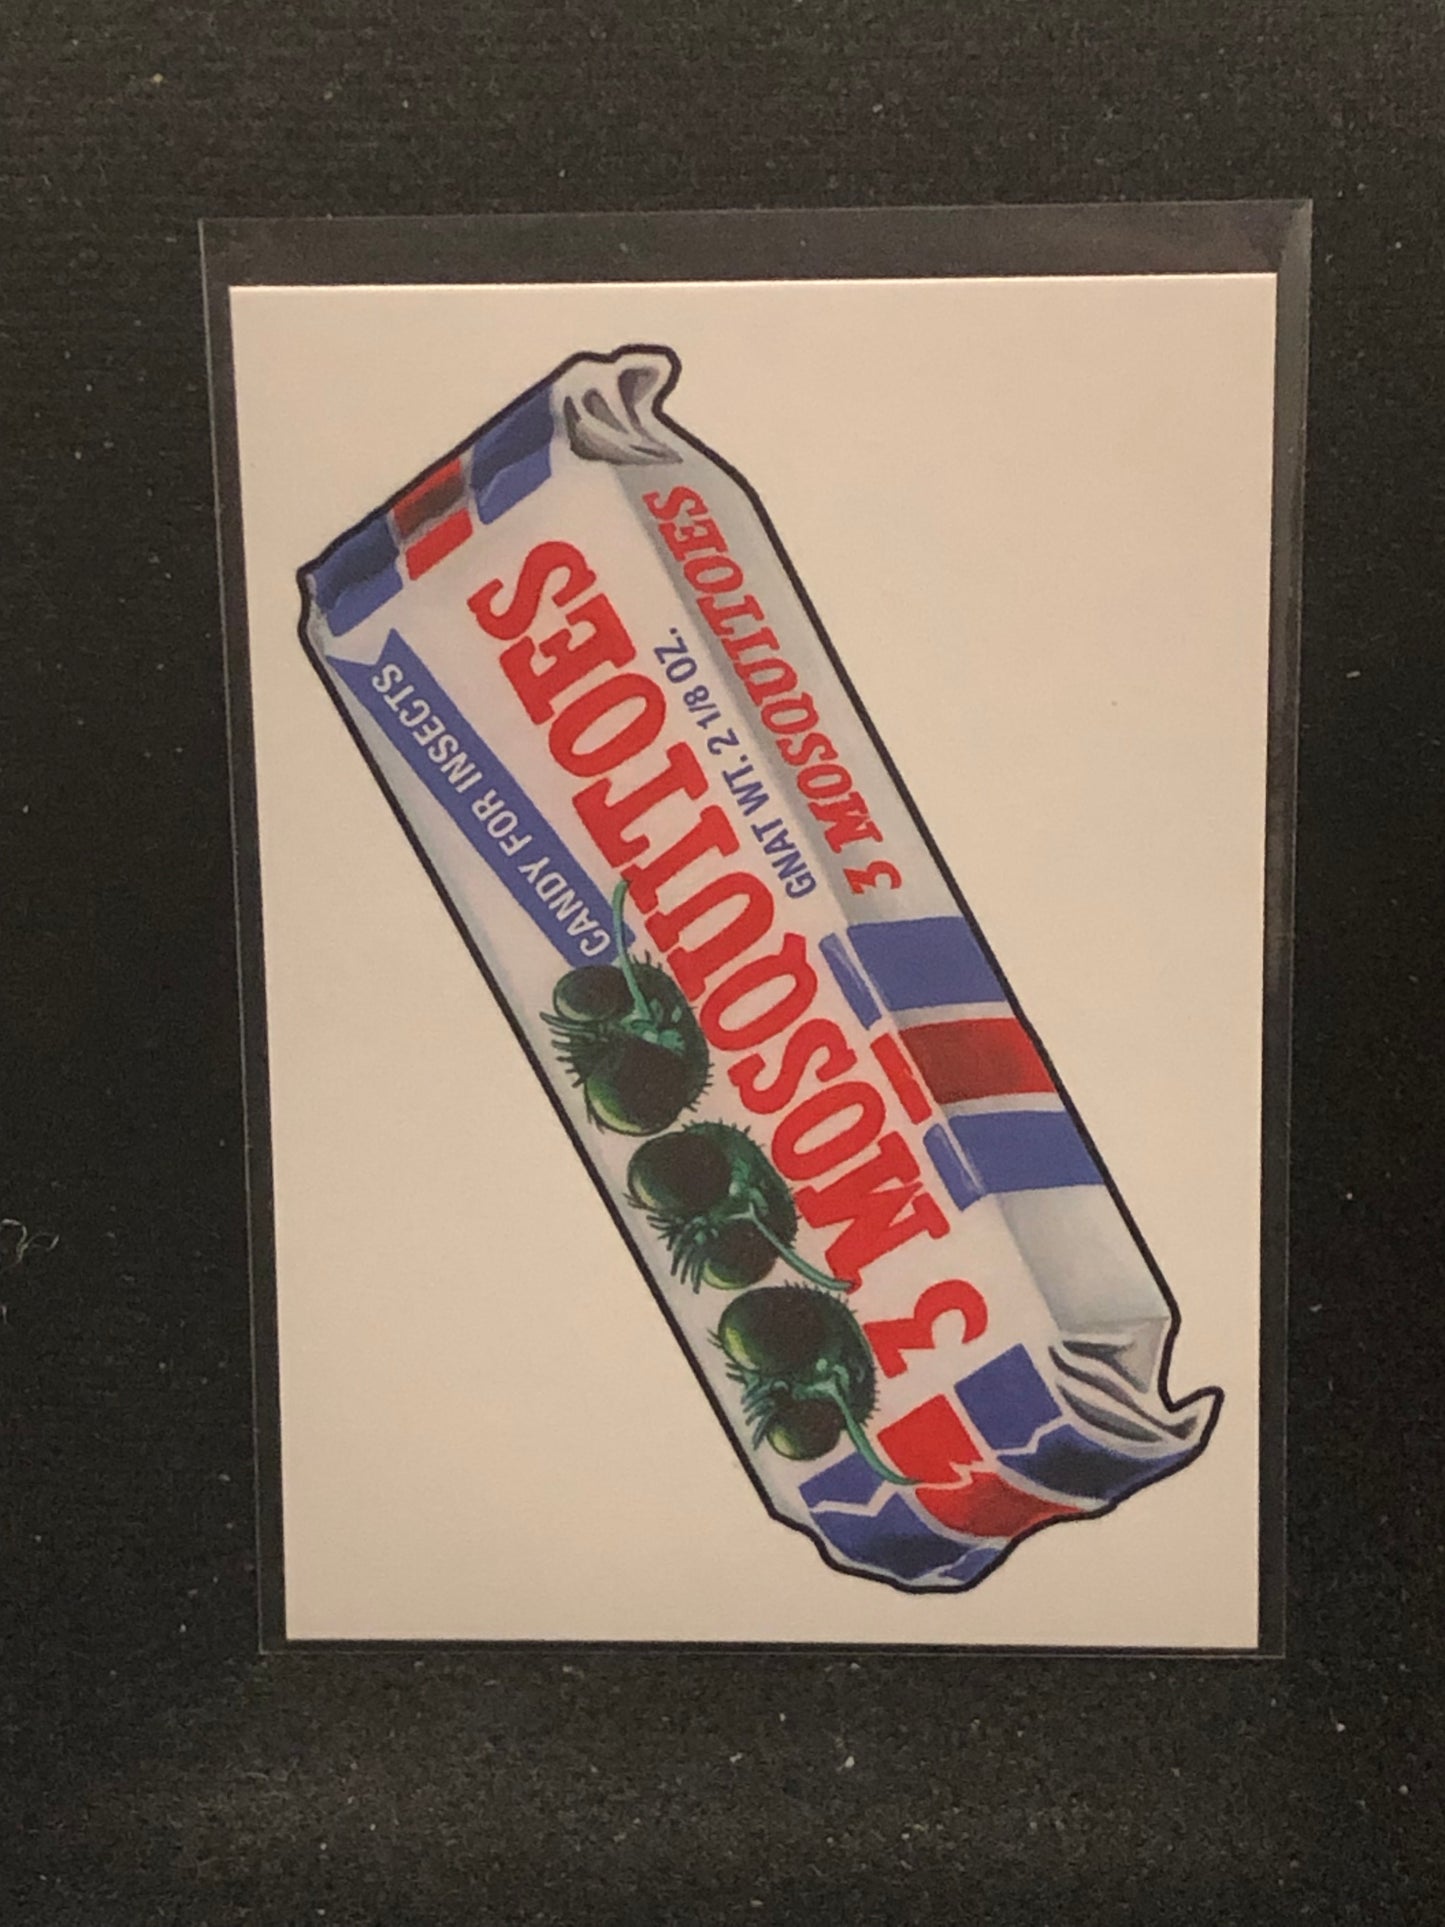 CANDY FOR INSECTS
3 MOSQUITOES
GNAT WT. 2 1/8 OZ.
3 MOSQUITOES